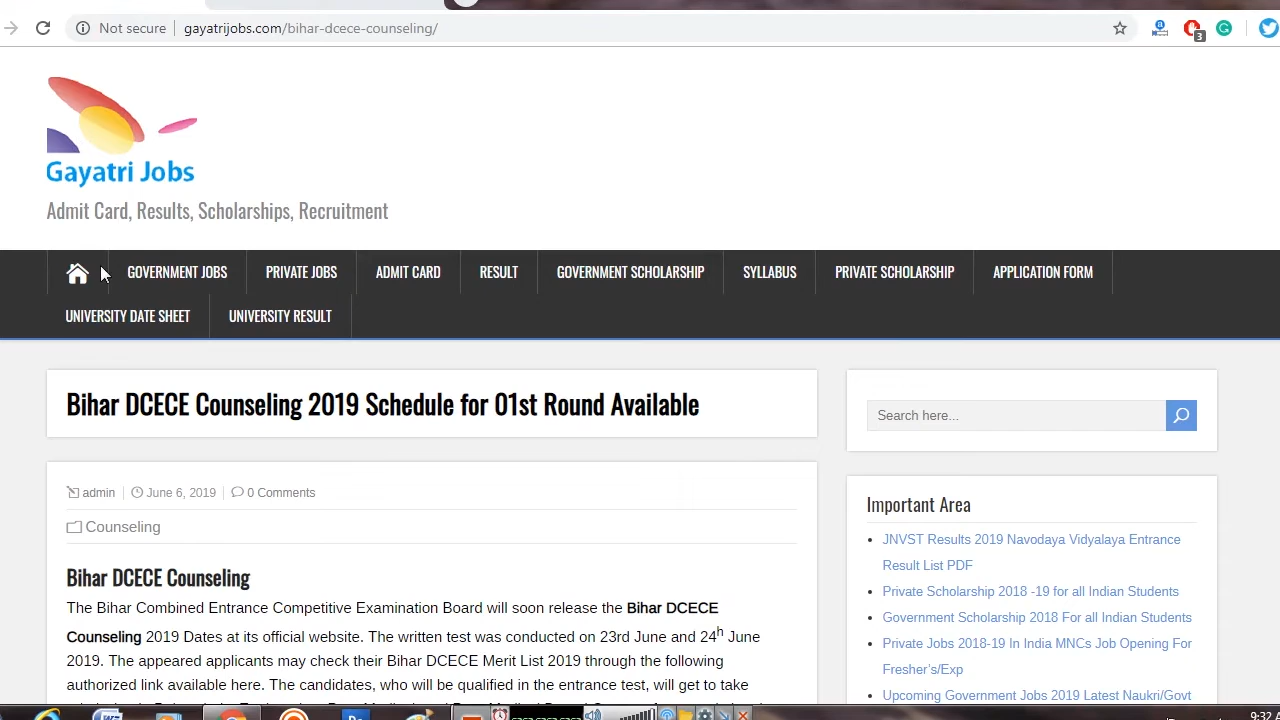 Not secure
gayatrijobs.com/bihar-dcece-counseling/
3
Gayatri Jobs
Admit Card, Results, Scholarships, Recruitment
GOVERNMENT JOBS
PRIVATE JOBS
ADMIT CARD
RESULT
GOVERNMENT SCHOLARSHIP
SYLLABUS
PRIVATE SCHOLARSHIP
APPLICATION FORM
UNIVERSITY DATE SHEET
UNIVERSITY RESULT
Bihar DCECE Counseling 2019 Schedule for 01st Round Available
admin
June 6, 2019
0 Comments
Counseling
Bihar DCECE Counseling
The Bihar Combined Entrance Competitive Examination Board will soon release the Bihar DCECE
Counseling 2019 Dates at its official website. The written test was conducted on 23rd June and 24h June
2019. The appeared applicants may check their Bihar DCECE Merit List 2019 through the following
authorized link available here. The candidates, who will be qualified in the entrance test, will get to take
Search here...
Important Area
JNVST Results 2019 Navodaya Vidyalaya Entrance
Result List PDF
Private Scholarship 2018 -19 for all Indian Students
Government Scholarship 2018 For all Indian Students
Private Jobs 2018-19 In India MNCs Job Opening For
Fresher's/Exp
Upcoming Government Jobs 2019 Latest Naukri/Govt
9:32